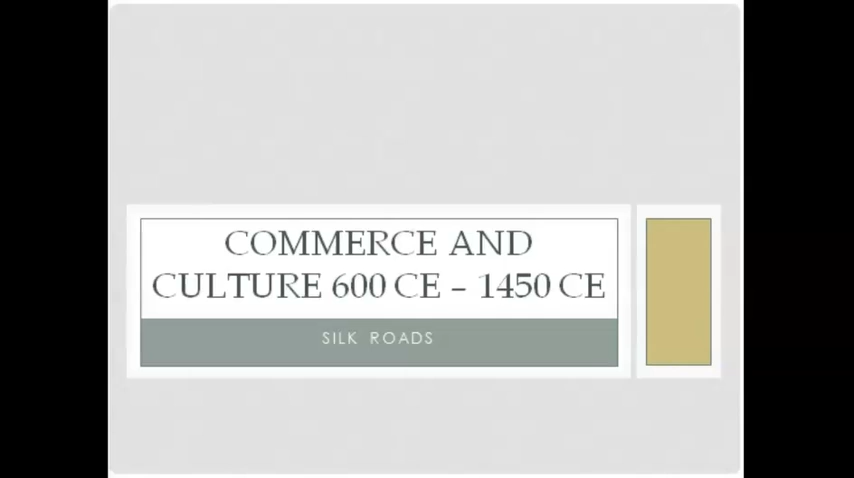 COMMERCE AND
CULTURE 600 CE – 1450 CE
SILK ROADS